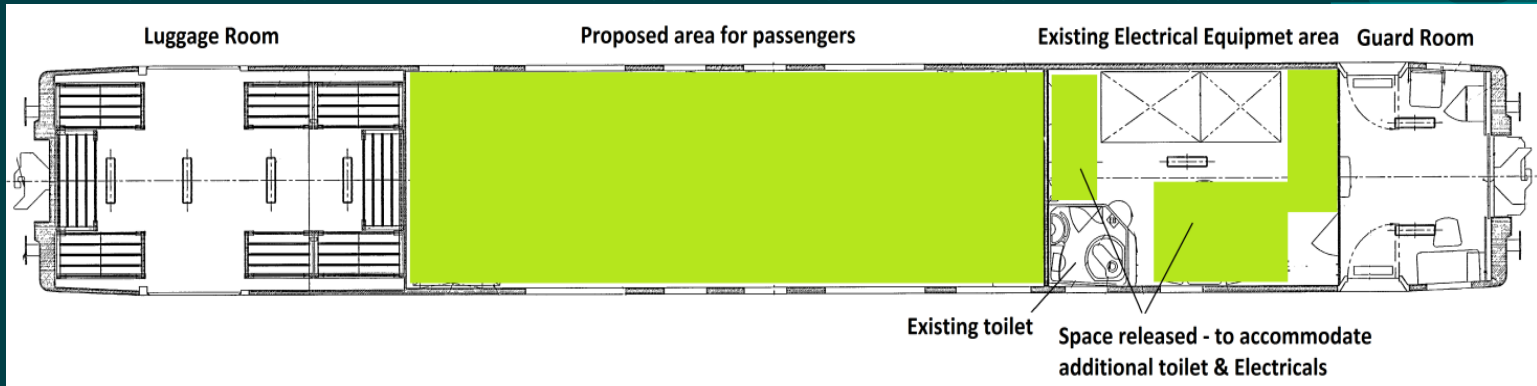 Luggage Room
Proposed area for passengers
Existing Electrical Equipmet area
Guard Room
Existing toilet
Space released - to accommodate
additional toilet & Electricals